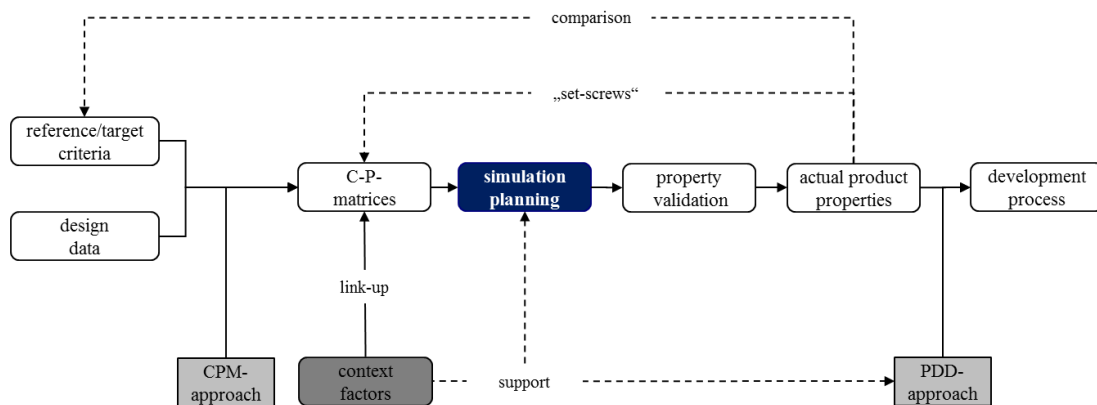 comparison
„set-screws“
reference/target
criteria
C-P-
matrices
simulation
planning
property
validation
actual product
properties
development
process
design
data
link-up
CPM-
approach
context
factors
support
PDD-
approach